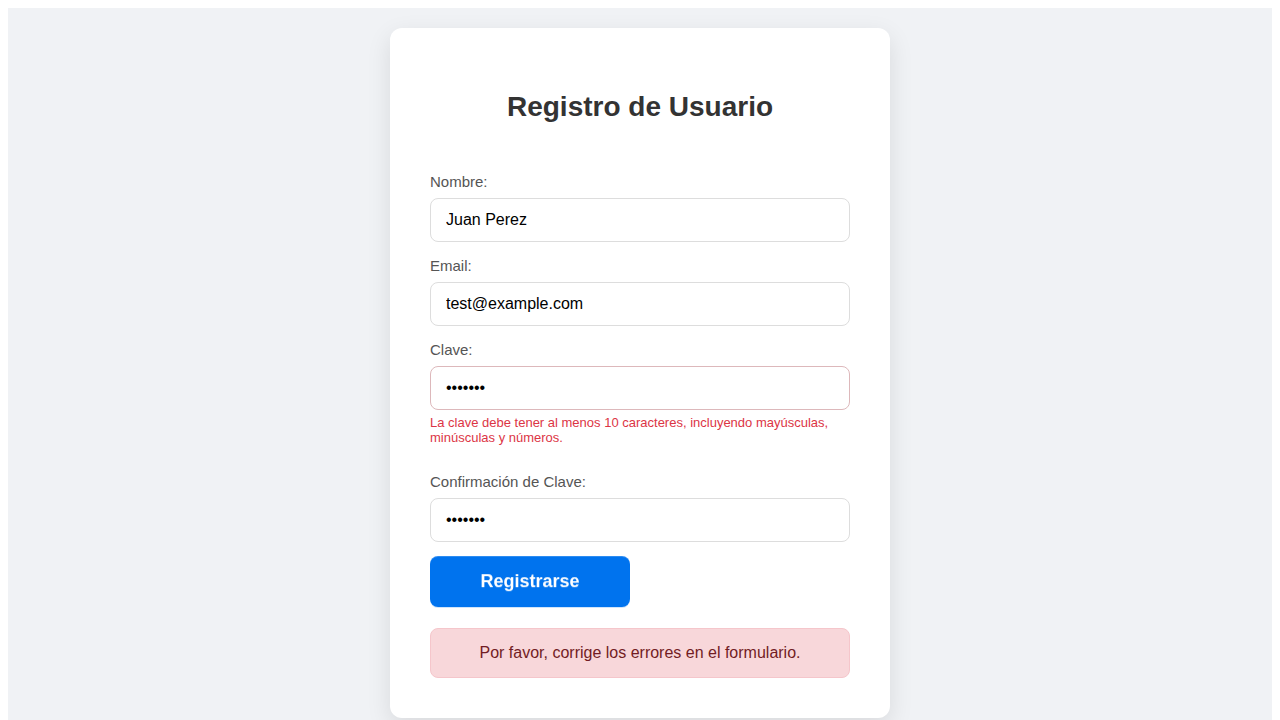 Registro de Usuario
Nombre:
Juan Perez
Email:
test@example.com
Clave:
•••••••
La clave debe tener al menos 10 caracteres, incluyendo mayúsculas,
minúsculas y números.
Confirmación de Clave:
•••••••
Registrarse
Por favor, corrige los errores en el formulario.